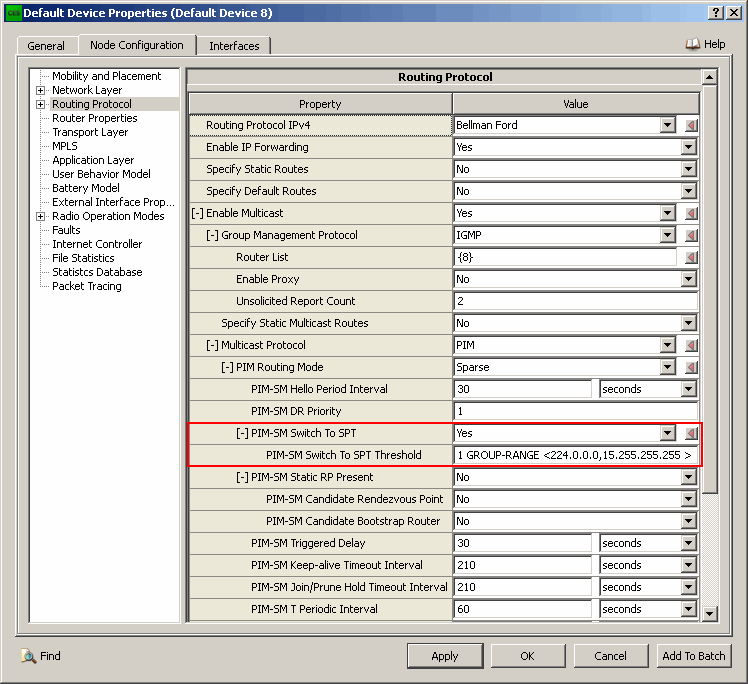 Default Device Properties (Default Device 8)
General Node Configuration Interfaces Help
Mobility and Placement
Network Layer
Routing Protocol
Router Properties
Transport Layer
MPLS
Application Layer
User Behavior Model
Battery Model
External Interface Prop...
Radio Operation Modes
Faults
Internet Controller
File Statistics
Statistcs Database
Packet Tracing
Routing Protocol
Property Value
Routing Protocol IPv4 Bellman Ford
Enable IP Forwarding Yes
Specify Static Routes No
Specify Default Routes No
[-] Enable Multicast Yes
[-] Group Management Protocol IGMP
Router List {8}
Enable Proxy No
Unsolicited Report Count 2
Specify Static Multicast Routes No
[-] Multicast Protocol PIM
[-] PIM Routing Mode Sparse
PIM-SM Hello Period Interval 30 seconds
PIM-SM DR Priority 1
[-] PIM-SM Switch To SPT Yes
PIM-SM Switch To SPT Threshold 1 GROUP-RANGE <224.0.0.0,15.255.255.255 >
[-] PIM-SM Static RP Present No
PIM-SM Candidate Rendezvous Point No
PIM-SM Candidate Bootstrap Router No
PIM-SM Triggered Delay 30 seconds
PIM-SM Keep-alive Timeout Interval 210 seconds
PIM-SM Join/Prune Hold Timeout Interval 210 seconds
PIM-SM T Periodic Interval 60 seconds
Find Apply OK Cancel Add To Batch